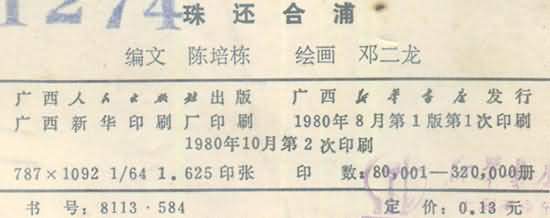 1274
珠还合浦
编文 陈培栋 绘画 邓二龙
广西人民出版社出版 广西新华书店发行
广西新华印刷厂印刷 1980年8月第1版第1次印刷
1980年10月第2次印刷
787×1092 1/64 1.625印张 印 数:80,001—320,000册
书 号:8113·584 定 价:0.13元